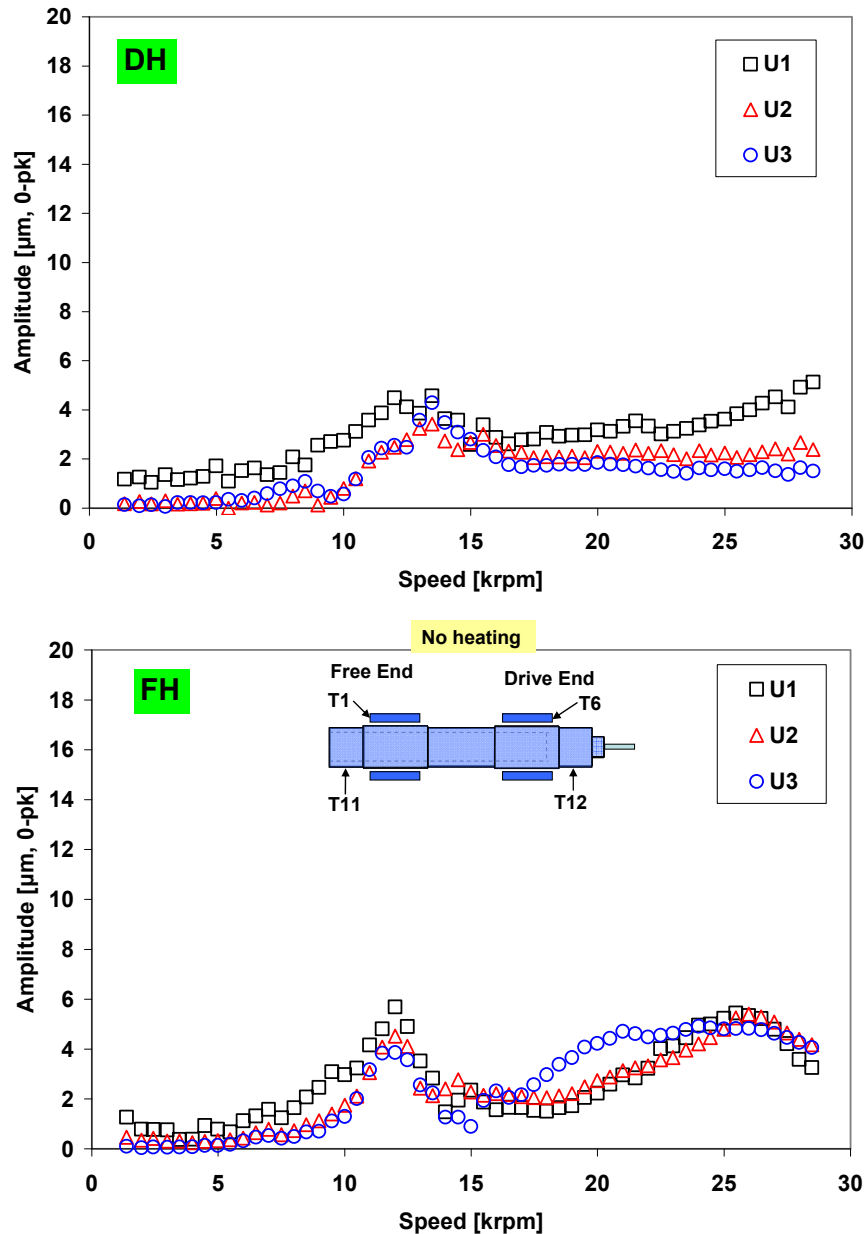 20
18
16
14
12
10
8
6
4
2
0
Amplitude [µm, 0-pk]
DH
U1
U2
U3
0 5 10 15 20 25 30
Speed [krpm]
No heating
20
18
16
14
12
10
8
6
4
2
0
Amplitude [µm, 0-pk]
FH
Free End
Drive End
T1
T6
T11
T12
U1
U2
U3
0 5 10 15 20 25 30
Speed [krpm]